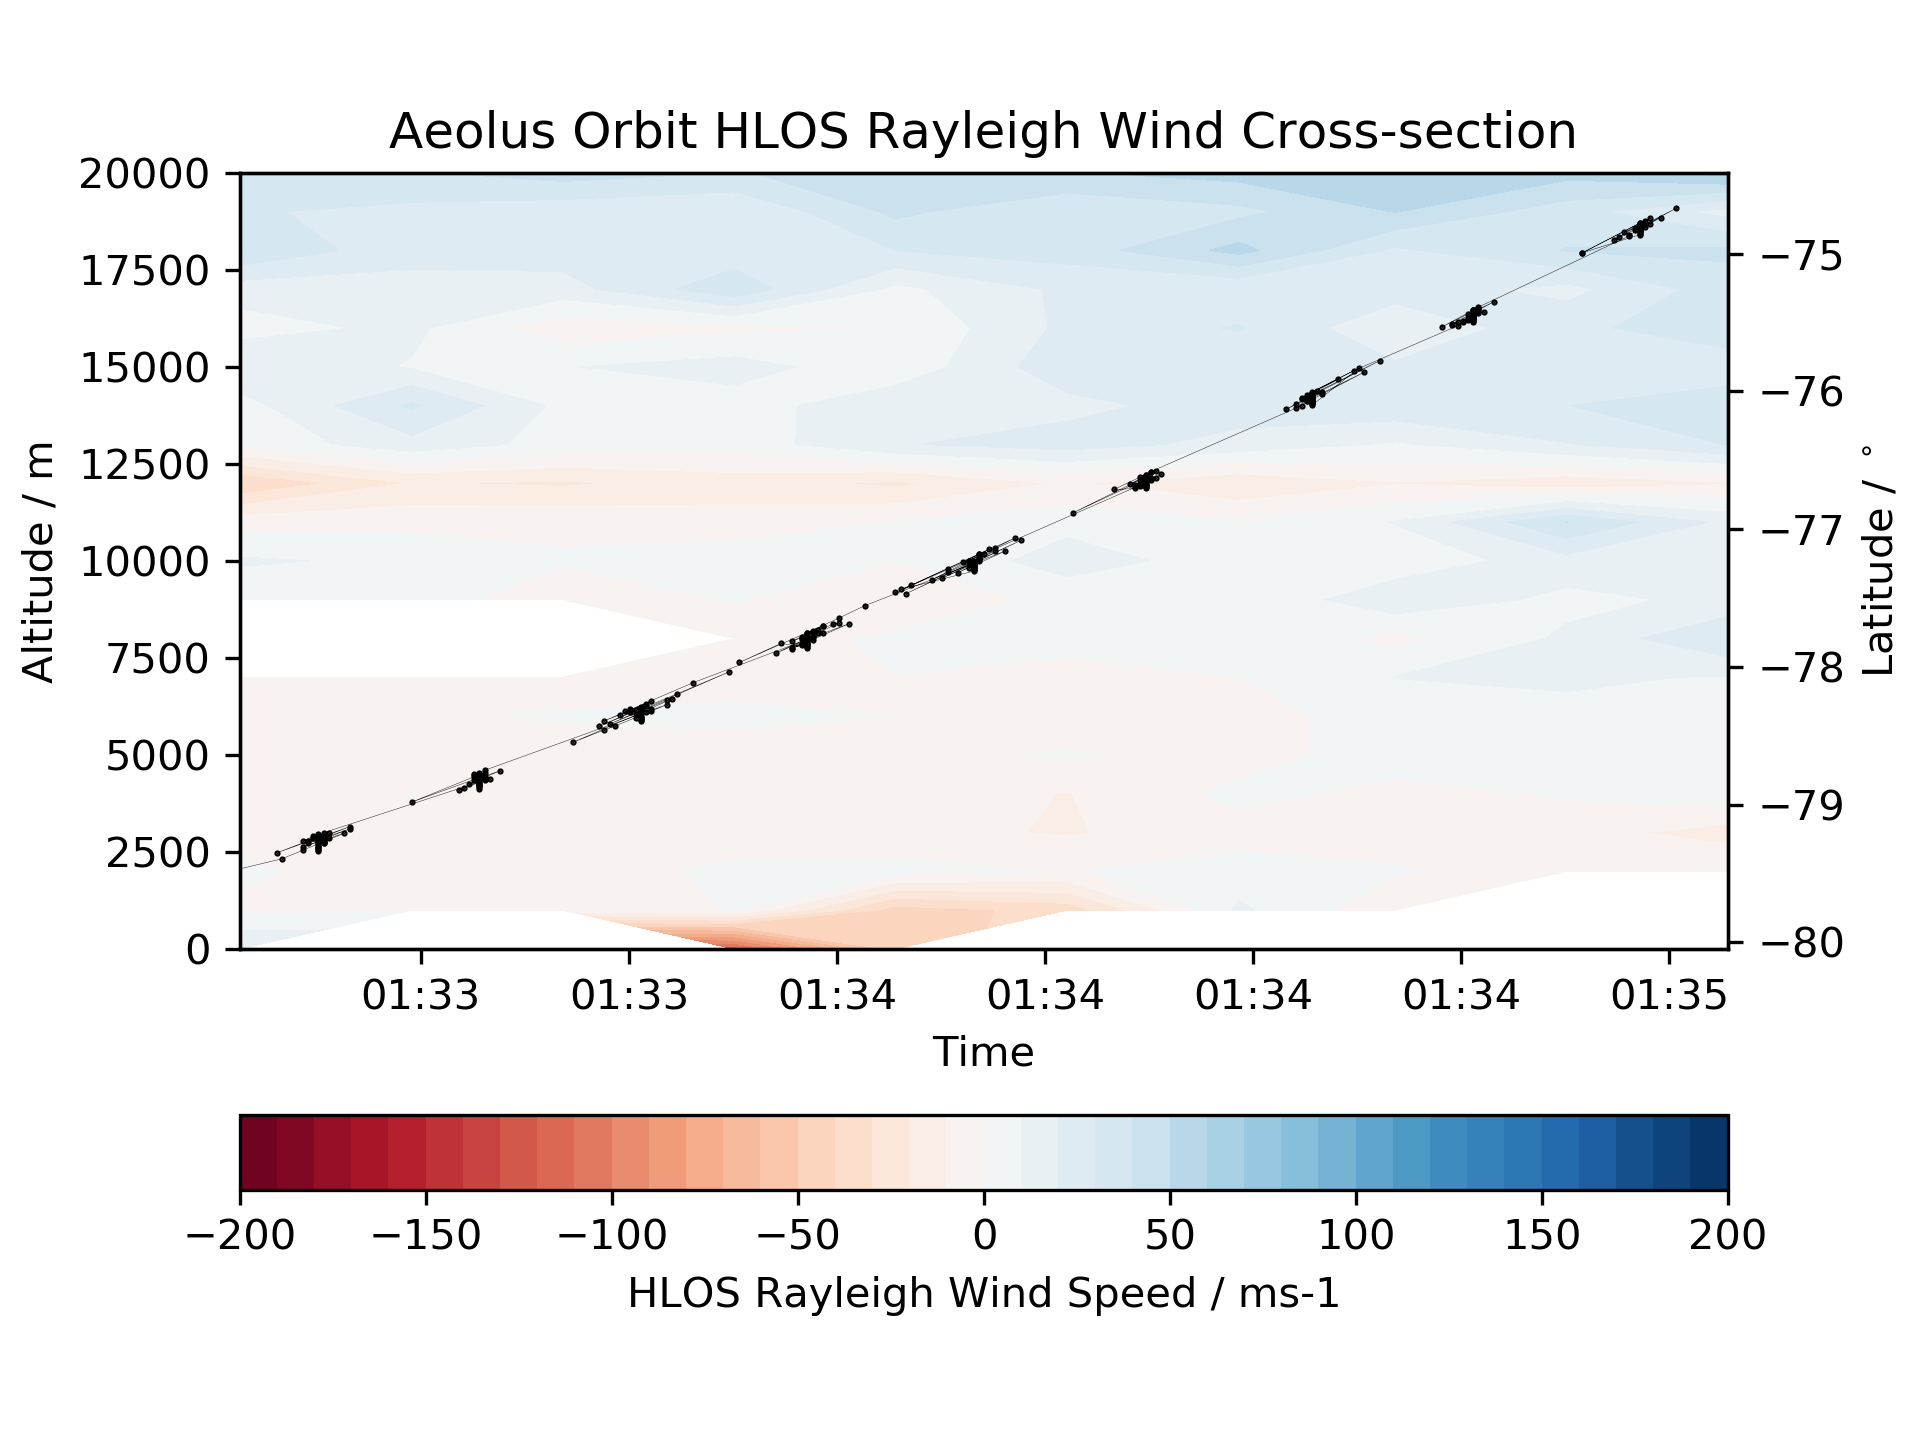 Aeolus Orbit HLOS Rayleigh Wind Cross-section
20000
17500
15000
12500
10000
7500
5000
2500
0
Altitude / m
−75
−76
−77
−78
−79
−80
Latitude / °
01:33 01:33 01:34 01:34 01:34 01:34 01:35
Time
−200 −150 −100 −50 0 50 100 150 200
HLOS Rayleigh Wind Speed / ms-1